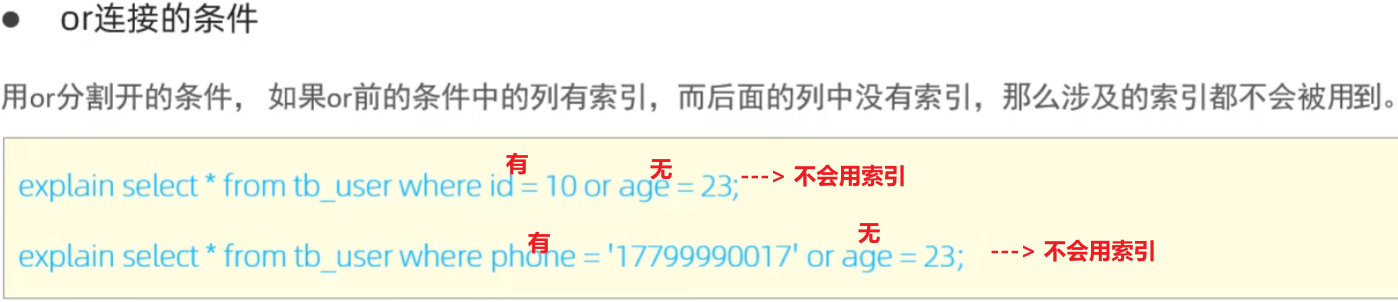 ● or连接的条件
用or分割开的条件， 如果or前的条件中的列有索引，而后面的列中没有索引，那么涉及的索引都不会被用到。
有 无
explain select * from tb_user where id = 10 or age = 23; ---> 不会用索引
有 无
explain select * from tb_user where phone = '17799990017' or age = 23; ---> 不会用索引